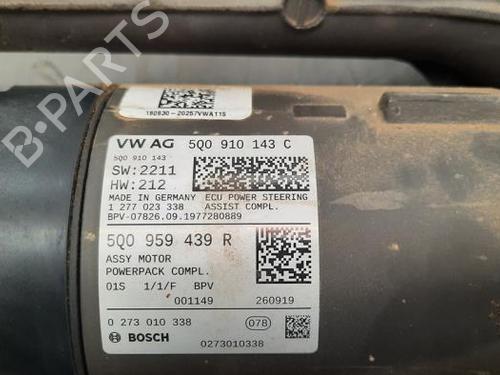 180830-20257VWA11S
VW AG 5Q0 910 143 C
5Q0 910 143
SW:2211
HW:212
MADE IN GERMANY ECU POWER STEERING
1 277 023 338 ASSIST COMPL.
BPV-07826.09.1977280889
5Q0 959 439 R
ASSY MOTOR
POWERPACK COMPL.
01S 1/1/F BPV
001149 260919
0 273 010 338 078
BOSCH 0273010338
B-PARTS